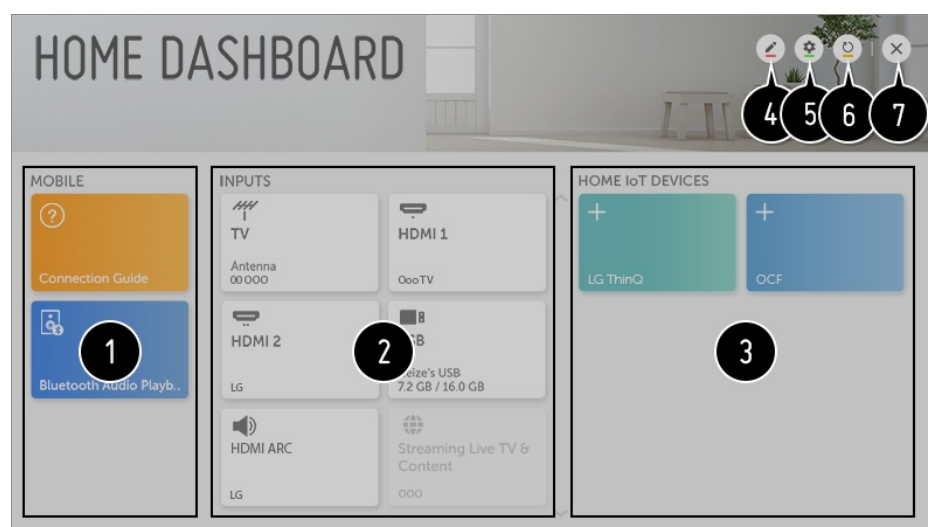 HOME DASHBOARD
4 5 6 7
MOBILE
Connection Guide
1
Bluetooth Audio Playb..
INPUTS
TV
Antenna
00 000
HDMI 1
OooTV
HDMI 2
LG
2
7.2 GB / 16.0 GB
HDMI ARC
LG
Streaming Live TV &
Content
000
HOME IoT DEVICES
LG ThinQ
OCF
3